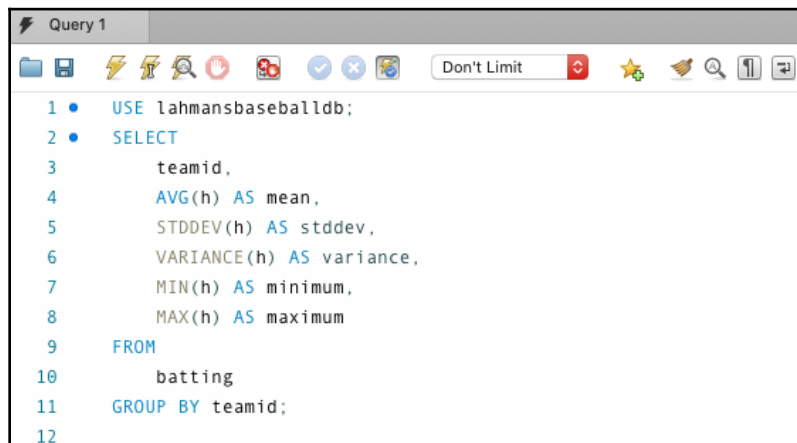 Query 1
Don't Limit
1 USE lahmansbaseballdb;
2 SELECT
3 teamid,
4 AVG(h) AS mean,
5 STDDEV(h) AS stddev,
6 VARIANCE(h) AS variance,
7 MIN(h) AS minimum,
8 MAX(h) AS maximum
9 FROM
10 batting
11 GROUP BY teamid;
12